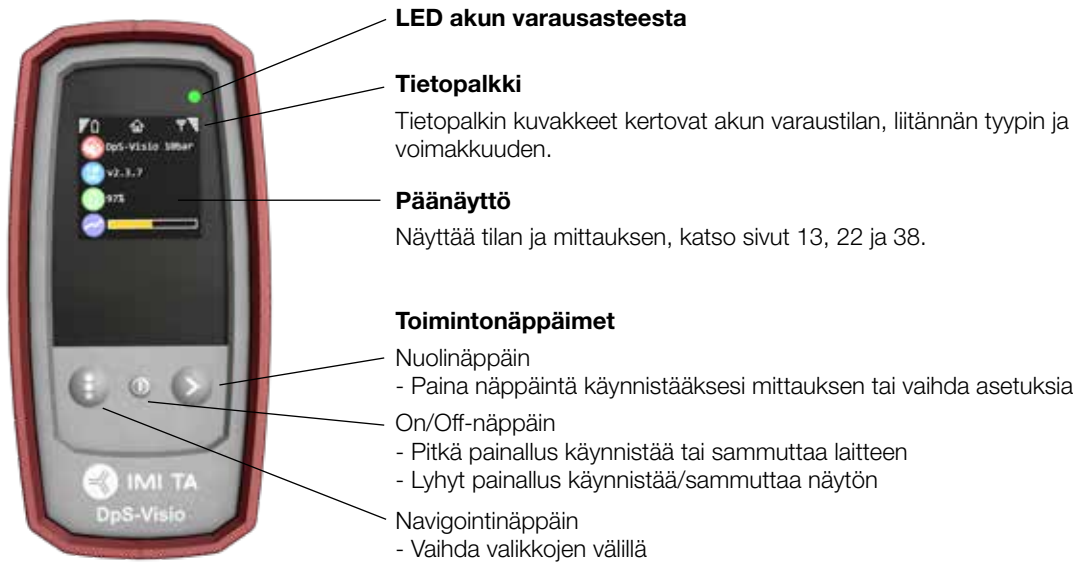 LED akun varausasteesta
Tietopalkki
Tietopalkin kuvakkeet kertovat akun varaustilan, liitännän tyypin ja
voimakkuuden.
DpS-Visio 10bar
v2.3.7
97%
Päänäyttö
Näyttää tilan ja mittauksen, katso sivut 13, 22 ja 38.
Toimintonäppäimet
Nuolinäppäin
- Paina näppäintä käynnistääksesi mittauksen tai vaihda asetuksia
On/Off-näppäin
- Pitkä painallus käynnistää tai sammuttaa laitteen
- Lyhyt painallus käynnistää/sammuttaa näytön
Navigointinäppäin
- Vaihda valikkojen välillä
IMI TA
DpS-Visio